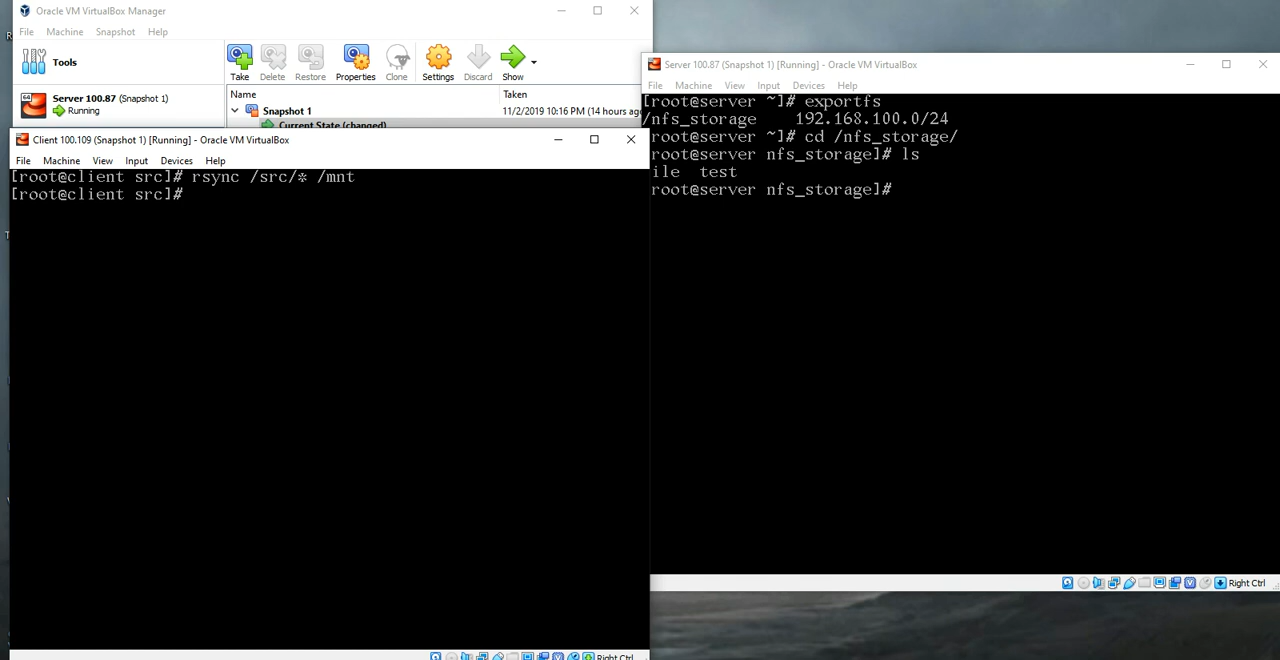 Oracle VM VirtualBox Manager
File Machine Snapshot Help
Tools
Take Delete Restore Properties Clone Settings Discard Show
Server 100.87 (Snapshot 1)
Running
Name Taken
Snapshot 1 11/2/2019 10:16 PM (14 hours ago
Current State (changed)
Client 100.109 (Snapshot 1) [Running] - Oracle VM VirtualBox
File Machine View Input Devices Help
[root@client src]# rsync /src/* /mnt
[root@client src]#
Right Ctrl
Server 100.87 (Snapshot 1) [Running] - Oracle VM VirtualBox
File Machine View Input Devices Help
[root@server ~]# exportfs
/nfs_storage 192.168.100.0/24
[root@server ~]# cd /nfs_storage/
root@server nfs_storage]# ls
ile test
root@server nfs_storage]#
Right Ctrl